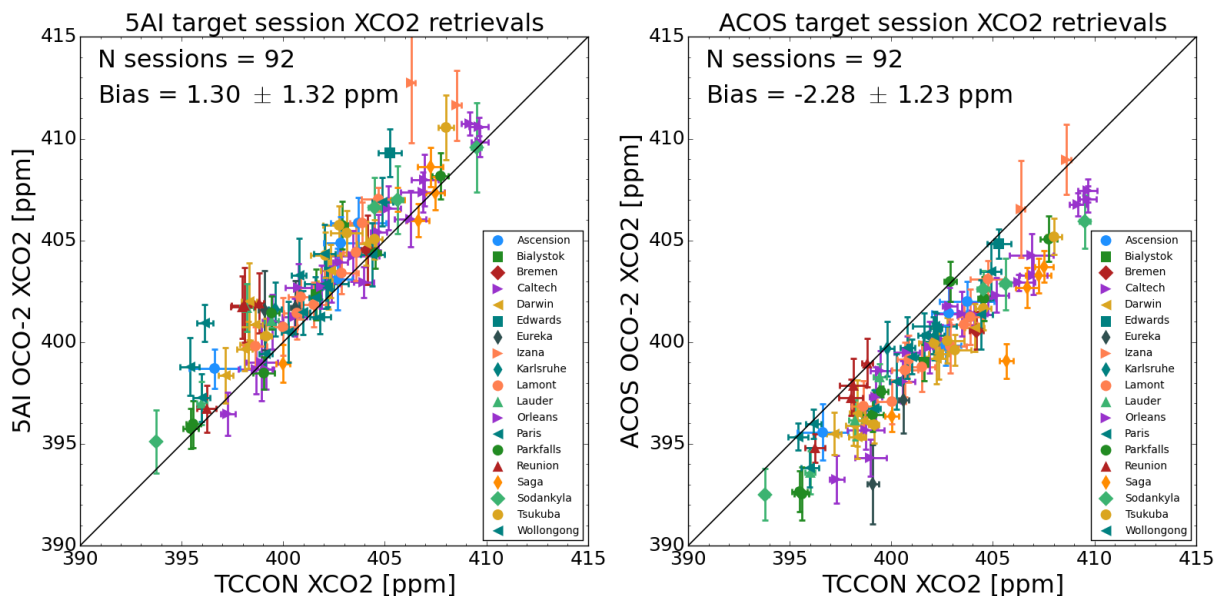 5AI target session XCO2 retrievals
N sessions = 92
Bias = 1.30 ± 1.32 ppm
5AI OCO-2 XCO2 [ppm]
415
410
405
400
395
390
390 395 400 405 410 415
TCCON XCO2 [ppm]
Ascension
Bialystok
Bremen
Caltech
Darwin
Edwards
Eureka
Izana
Karlsruhe
Lamont
Lauder
Orleans
Paris
Parkfalls
Reunion
Saga
Sodankyla
Tsukuba
Wollongong
ACOS target session XCO2 retrievals
N sessions = 92
Bias = -2.28 ± 1.23 ppm
ACOS OCO-2 XCO2 [ppm]
415
410
405
400
395
390
390 395 400 405 410 415
TCCON XCO2 [ppm]
Ascension
Bialystok
Bremen
Caltech
Darwin
Edwards
Eureka
Izana
Karlsruhe
Lamont
Lauder
Orleans
Paris
Parkfalls
Reunion
Saga
Sodankyla
Tsukuba
Wollongong